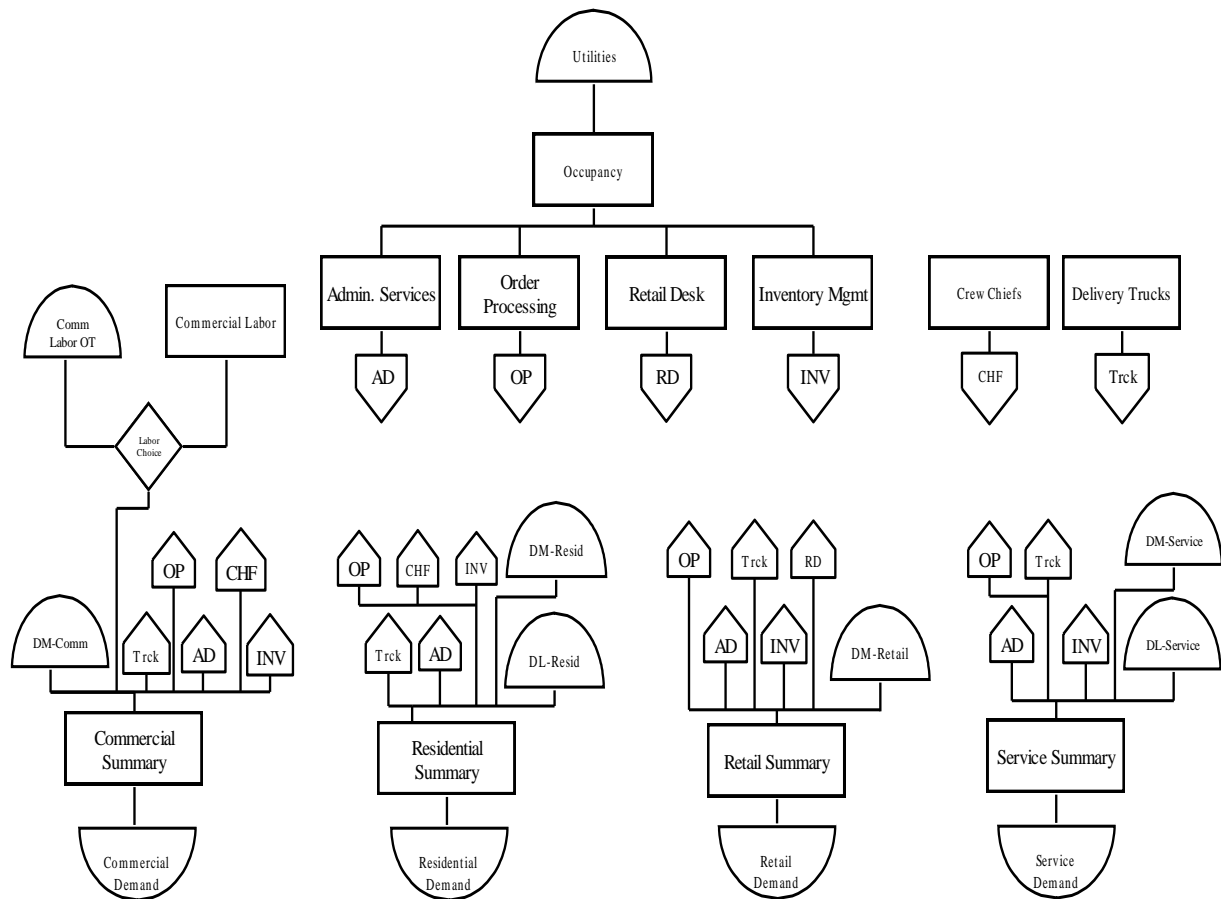 Utilities
Occupancy
Admin. Services
Order
Processing
Retail Desk
Inventory Mgmt
Crew Chiefs
Delivery Trucks
Comm
Labor OT
Commercial Labor
AD
OP
RD
INV
CHF
Trck
Labor
Choice
OP
CHF
DM-Comm
Trck
AD
INV
Commercial
Summary
Commercial
Demand
OP
CHF
INV
DM-Resid
Trck
AD
DL-Resid
Residential
Summary
Residential
Demand
OP
Trck
RD
AD
INV
DM-Retail
Retail Summary
Retail
Demand
OP
Trck
DM-Service
AD
INV
DL-Service
Service Summary
Service
Demand